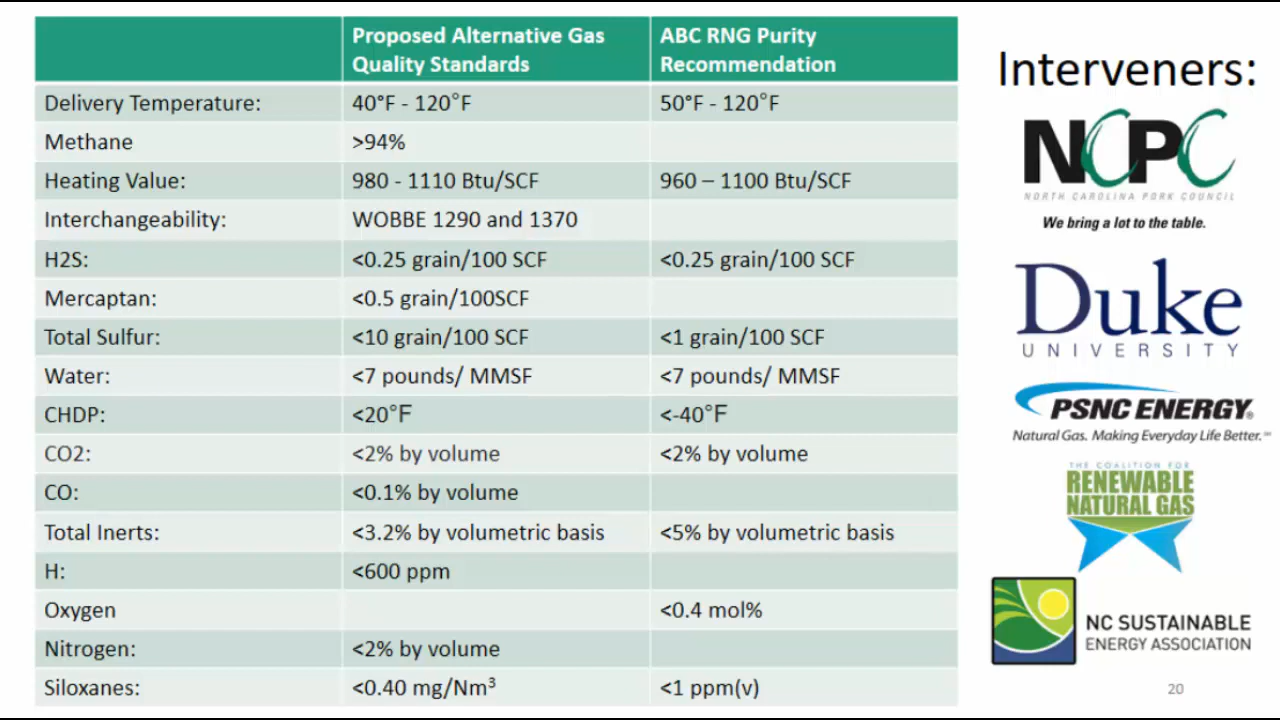 Proposed Alternative Gas Quality Standards
ABC RNG Purity Recommendation
Delivery Temperature: 40°F - 120°F 50°F - 120°F
Methane >94%
Heating Value: 980 - 1110 Btu/SCF 960 – 1100 Btu/SCF
Interchangeability: WOBBE 1290 and 1370
H2S: <0.25 grain/100 SCF <0.25 grain/100 SCF
Mercaptan: <0.5 grain/100SCF
Total Sulfur: <10 grain/100 SCF <1 grain/100 SCF
Water: <7 pounds/ MMSF <7 pounds/ MMSF
CHDP: <20°F <-40°F
CO2: <2% by volume <2% by volume
CO: <0.1% by volume
Total Inerts: <3.2% by volumetric basis <5% by volumetric basis
H: <600 ppm
Oxygen <0.4 mol%
Nitrogen: <2% by volume
Siloxanes: <0.40 mg/Nm³ <1 ppm(v)
Interveners:
NCPC
NORTH CAROLINA PORK COUNCIL
We bring a lot to the table.
Duke
UNIVERSITY
PSNC ENERGY®
Natural Gas. Making Everyday Life Better.℠
THE COALITION FOR
RENEWABLE
NATURAL GAS
NC SUSTAINABLE
ENERGY ASSOCIATION
20